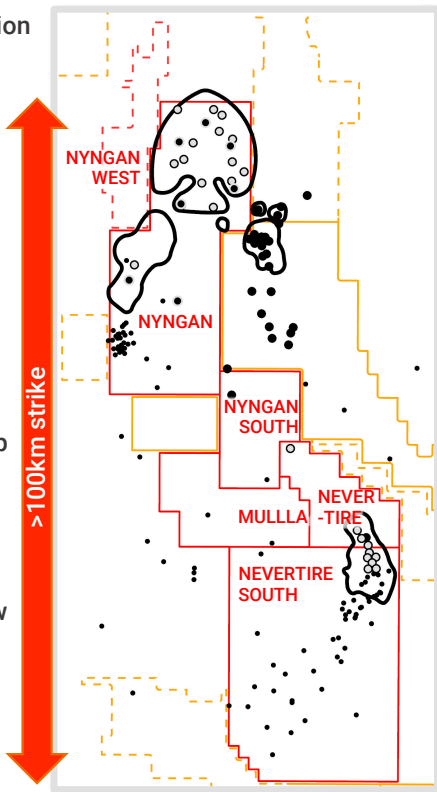 ion
NYNGAN
WEST
NYNGAN
>100km strike
NYNGAN
SOUTH
p
NEVER
-TIRE
MULLLA
NEVERTIRE
SOUTH
w